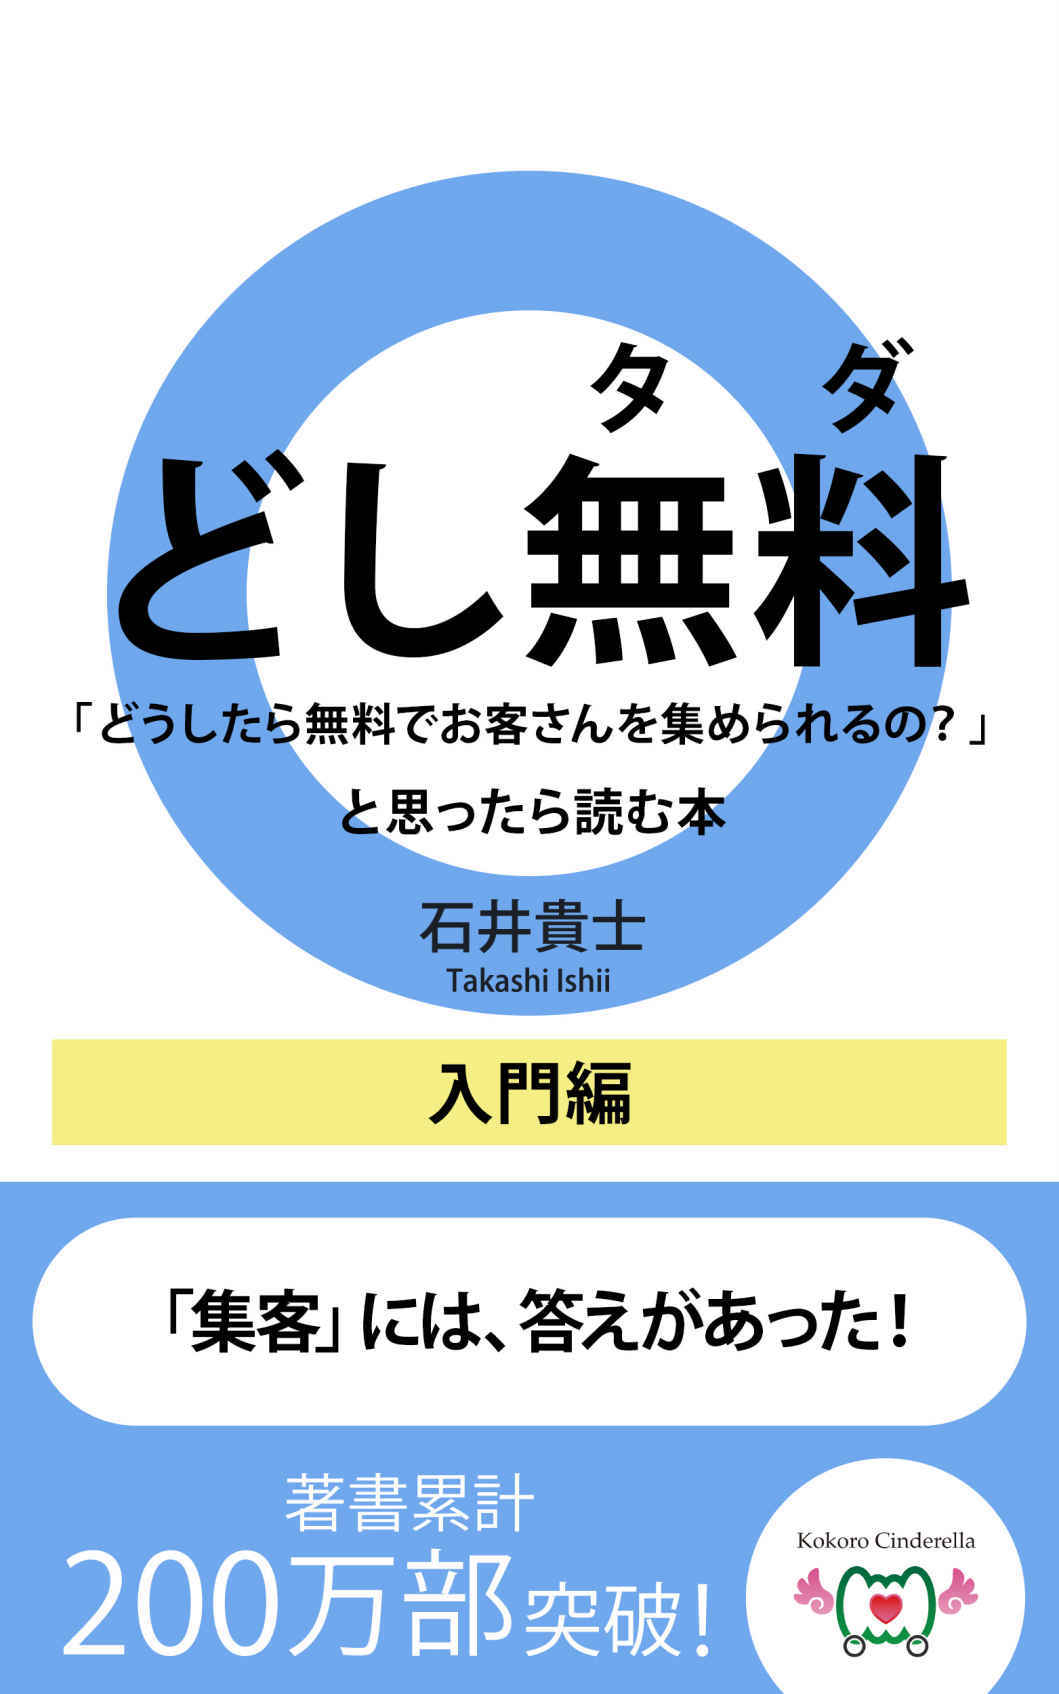 タダ
どし無料
「どうしたら無料でお客さんを集められるの？」
と思ったら読む本
石井貴士
Takashi Ishii
入門編
「集客」には、答えがあった！
著書累計
200万部突破！
Kokoro Cinderella